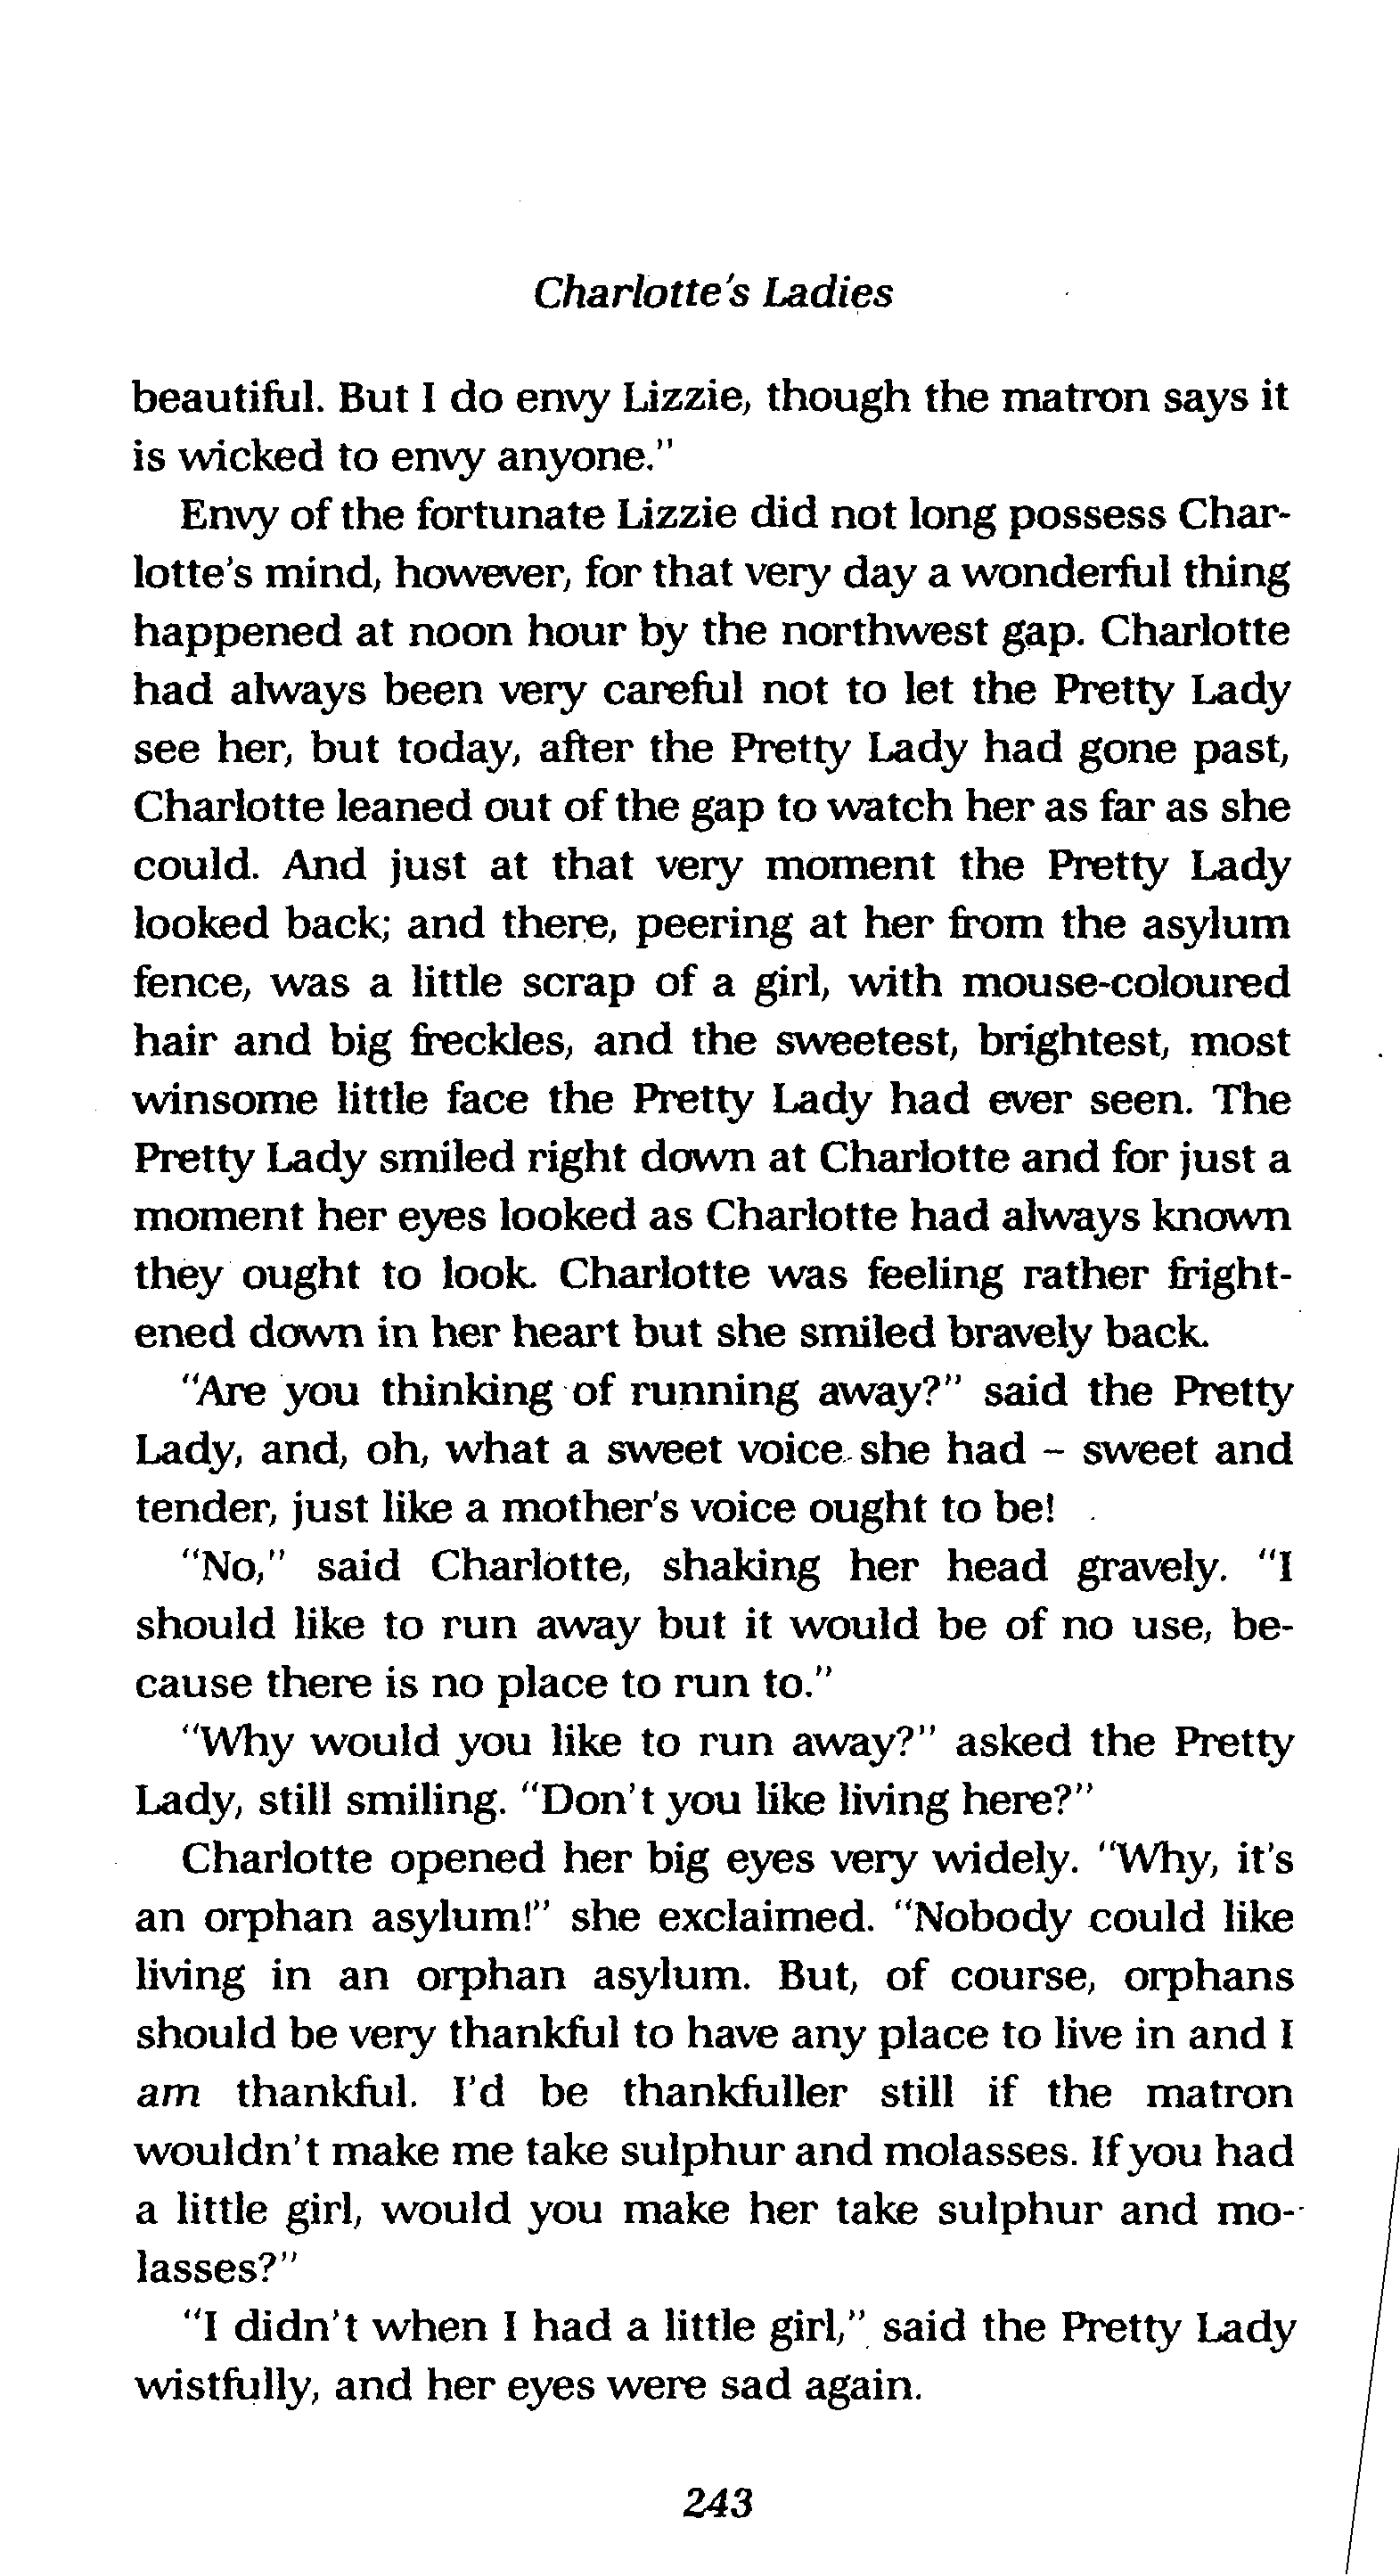 Charlotte's Ladies
beautiful. But I do envy Lizzie, though the matron says it
is wicked to envy anyone."
Envy of the fortunate Lizzie did not long possess Char-
lotte's mind, however, for that very day a wonderful thing
happened at noon hour by the northwest gap. Charlotte
had always been very careful not to let the Pretty Lady
see her, but today, after the Pretty Lady had gone past,
Charlotte leaned out of the gap to watch her as far as she
could. And just at that very moment the Pretty Lady
looked back; and there, peering at her from the asylum
fence, was a little scrap of a girl, with mouse-coloured
hair and big freckles, and the sweetest, brightest, most
winsome little face the Pretty Lady had ever seen. The
Pretty Lady smiled right down at Charlotte and for just a
moment her eyes looked as Charlotte had always known
they ought to look. Charlotte was feeling rather fright-
ened down in her heart but she smiled bravely back.
"Are you thinking of running away?" said the Pretty
Lady, and, oh, what a sweet voice she had – sweet and
tender, just like a mother's voice ought to be!
"No," said Charlotte, shaking her head gravely. "I
should like to run away but it would be of no use, be-
cause there is no place to run to."
"Why would you like to run away?" asked the Pretty
Lady, still smiling. "Don't you like living here?"
Charlotte opened her big eyes very widely. "Why, it's
an orphan asylum!" she exclaimed. "Nobody could like
living in an orphan asylum. But, of course, orphans
should be very thankful to have any place to live in and I
am thankful. I'd be thankfuller still if the matron
wouldn't make me take sulphur and molasses. If you had
a little girl, would you make her take sulphur and mo-
lasses?"
"I didn't when I had a little girl," said the Pretty Lady
wistfully, and her eyes were sad again.
243